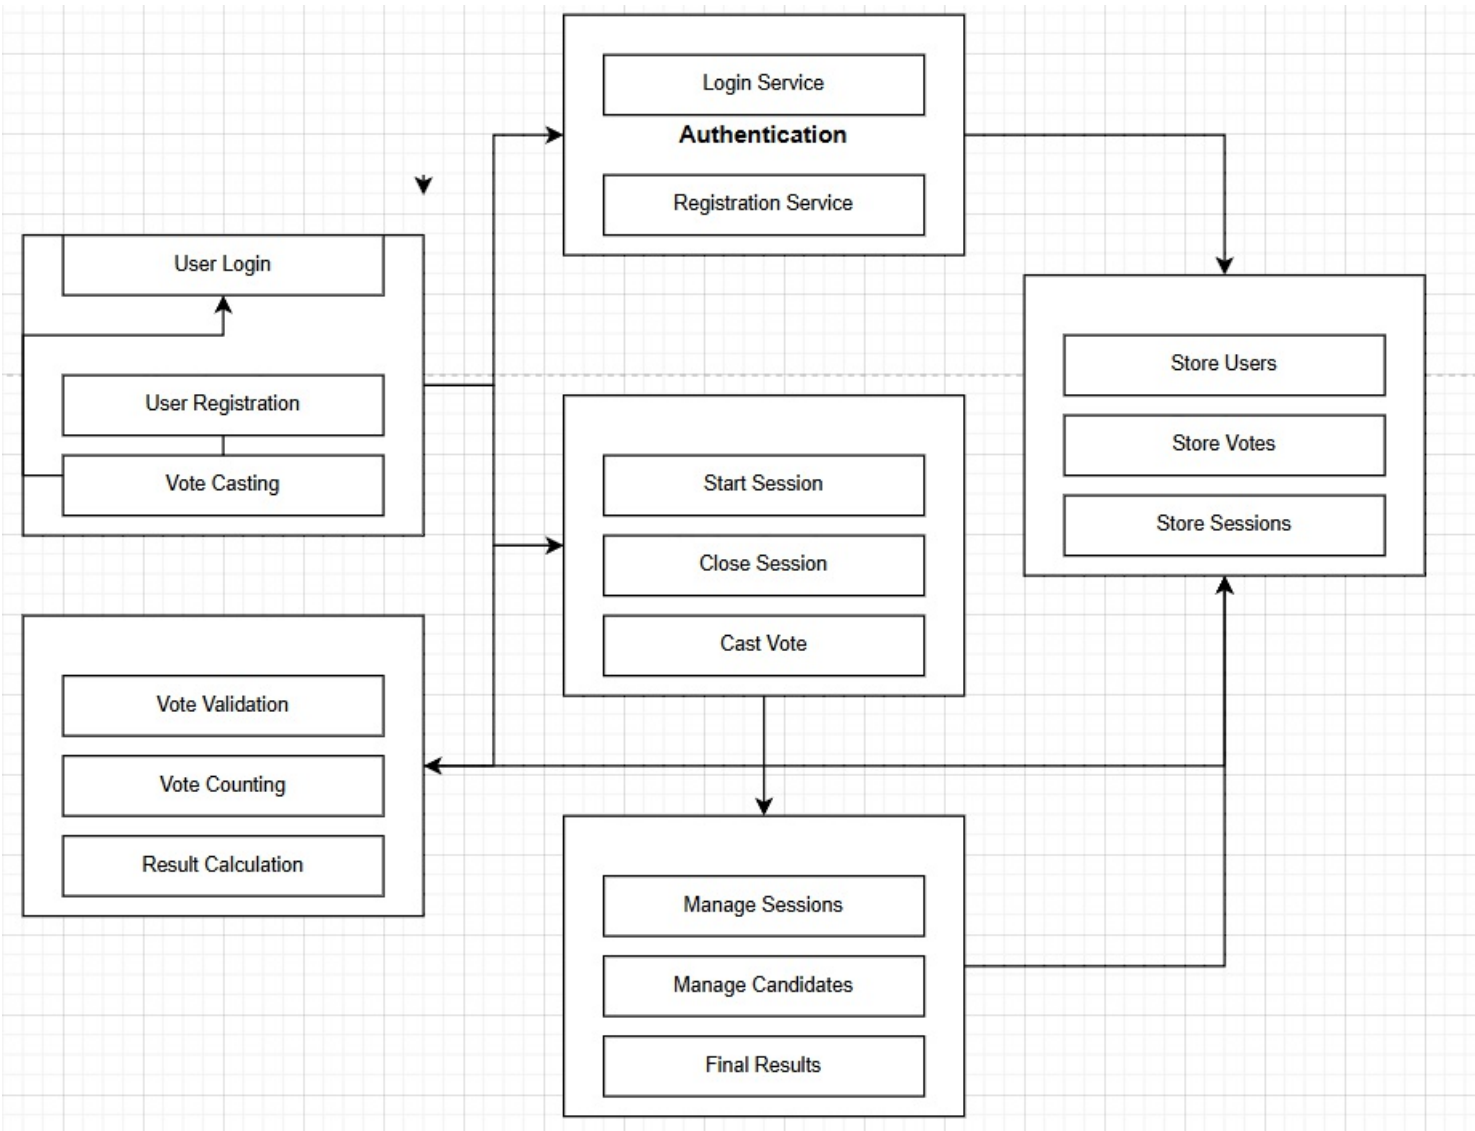 Login Service
Authentication
Registration Service
User Login
User Registration
Vote Casting
Start Session
Close Session
Cast Vote
Store Users
Store Votes
Store Sessions
Vote Validation
Vote Counting
Result Calculation
Manage Sessions
Manage Candidates
Final Results